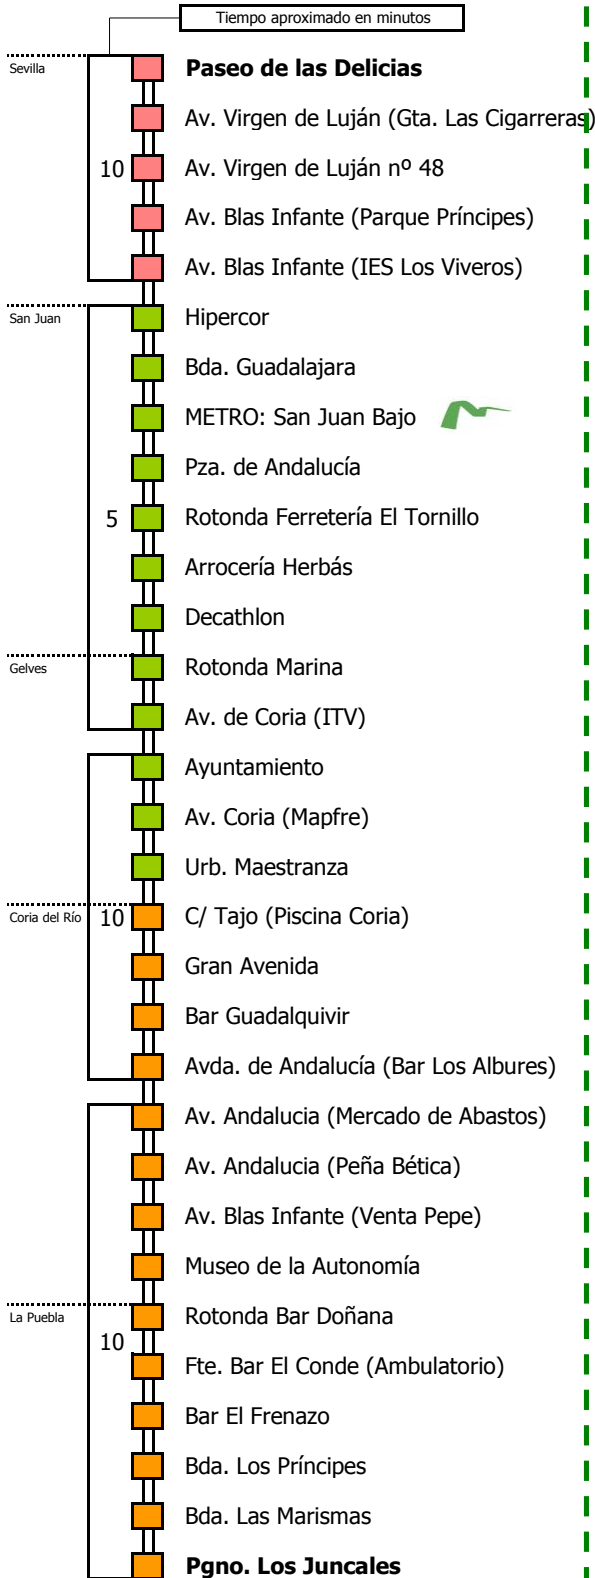 Tiempo aproximado en minutos
Sevilla
Paseo de las Delicias
Av. Virgen de Luján (Gta. Las Cigarreras)
10
Av. Virgen de Luján nº 48
Av. Blas Infante (Parque Príncipes)
Av. Blas Infante (IES Los Viveros)
San Juan
Hipercor
Bda. Guadalajara
METRO: San Juan Bajo
Pza. de Andalucía
5
Rotonda Ferretería El Tornillo
Arrocería Herbás
Decathlon
Gelves
Rotonda Marina
Av. de Coria (ITV)
Ayuntamiento
Av. Coria (Mapfre)
Urb. Maestranza
Coria del Río
10
C/ Tajo (Piscina Coria)
Gran Avenida
Bar Guadalquivir
Avda. de Andalucía (Bar Los Albures)
Av. Andalucia (Mercado de Abastos)
Av. Andalucia (Peña Bética)
Av. Blas Infante (Venta Pepe)
Museo de la Autonomía
La Puebla
Rotonda Bar Doñana
10
Fte. Bar El Conde (Ambulatorio)
Bar El Frenazo
Bda. Los Príncipes
Bda. Las Marismas
Pgno. Los Juncales